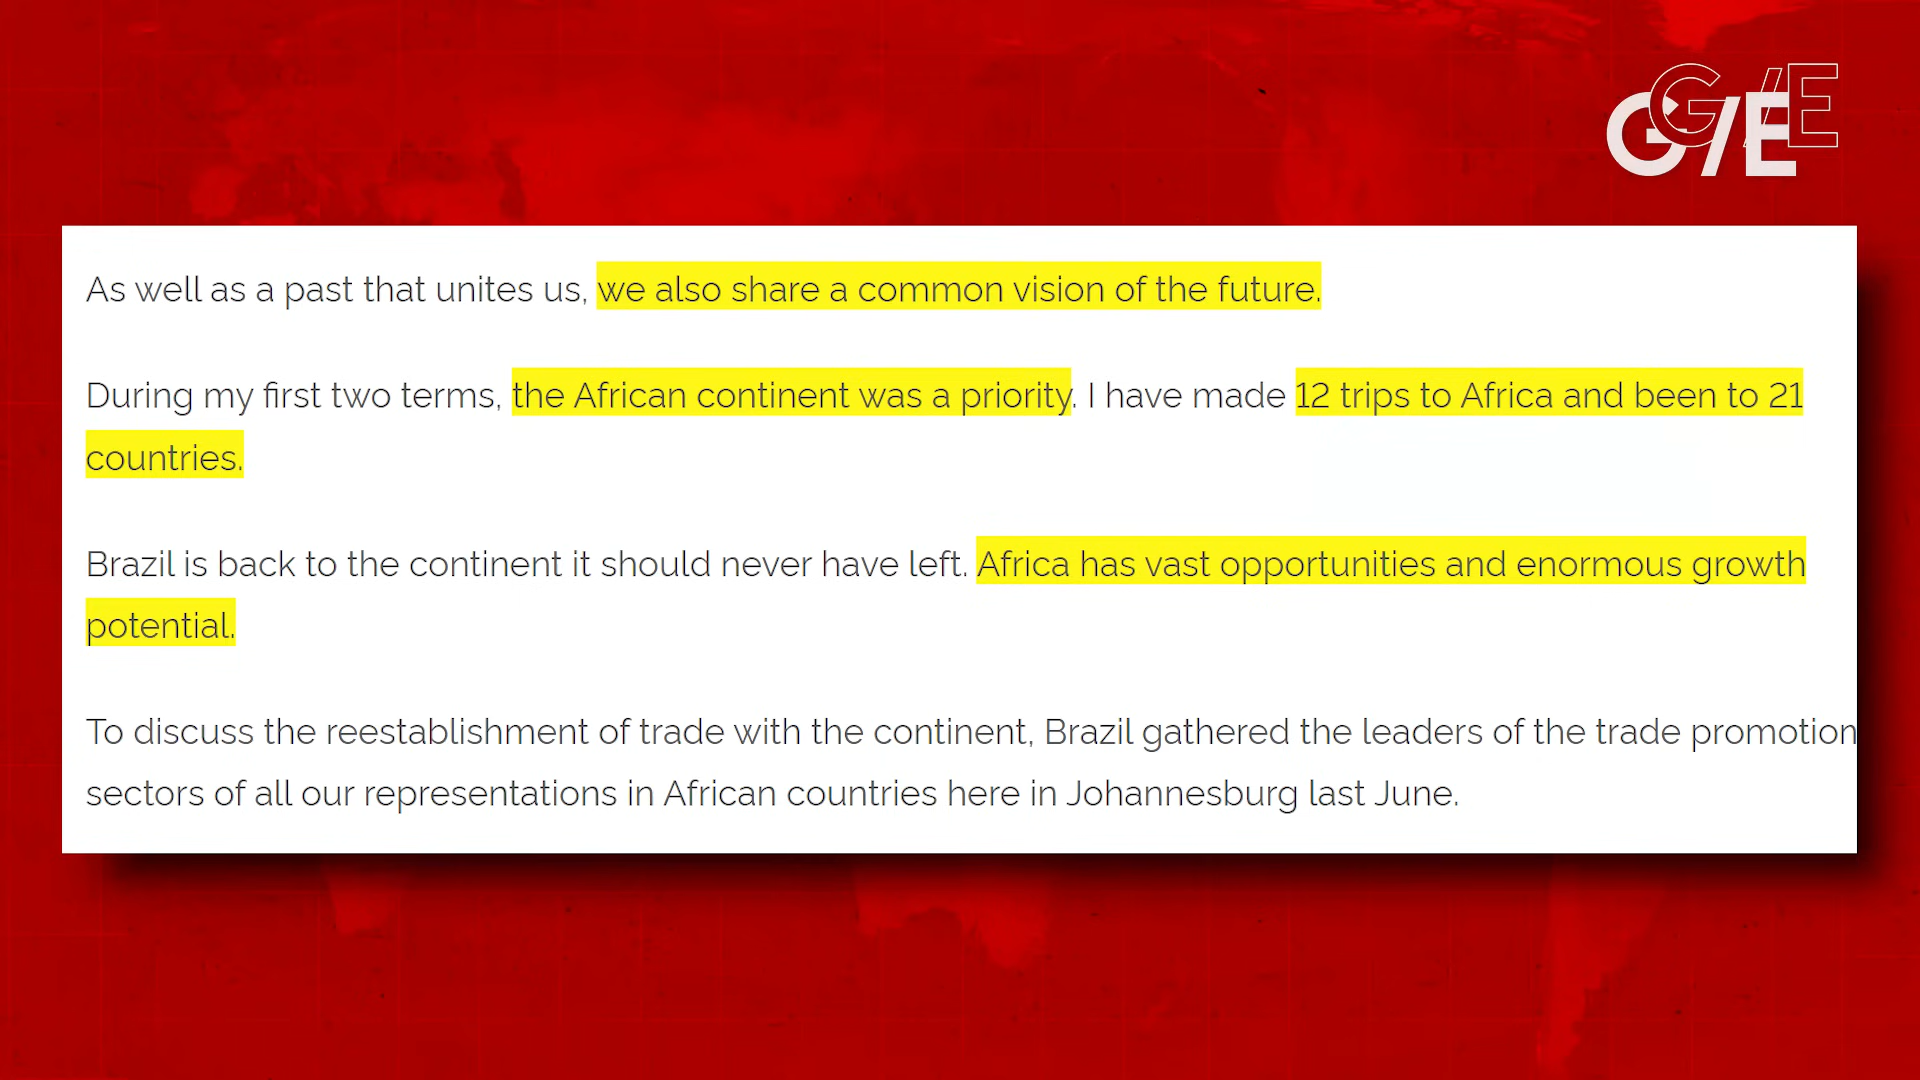 G/E
G/E
As well as a past that unites us, we also share a common vision of the future.
During my first two terms, the African continent was a priority. I have made 12 trips to Africa and been to 21
countries.
Brazil is back to the continent it should never have left. Africa has vast opportunities and enormous growth
potential.
To discuss the reestablishment of trade with the continent, Brazil gathered the leaders of the trade promotion
sectors of all our representations in African countries here in Johannesburg last June.